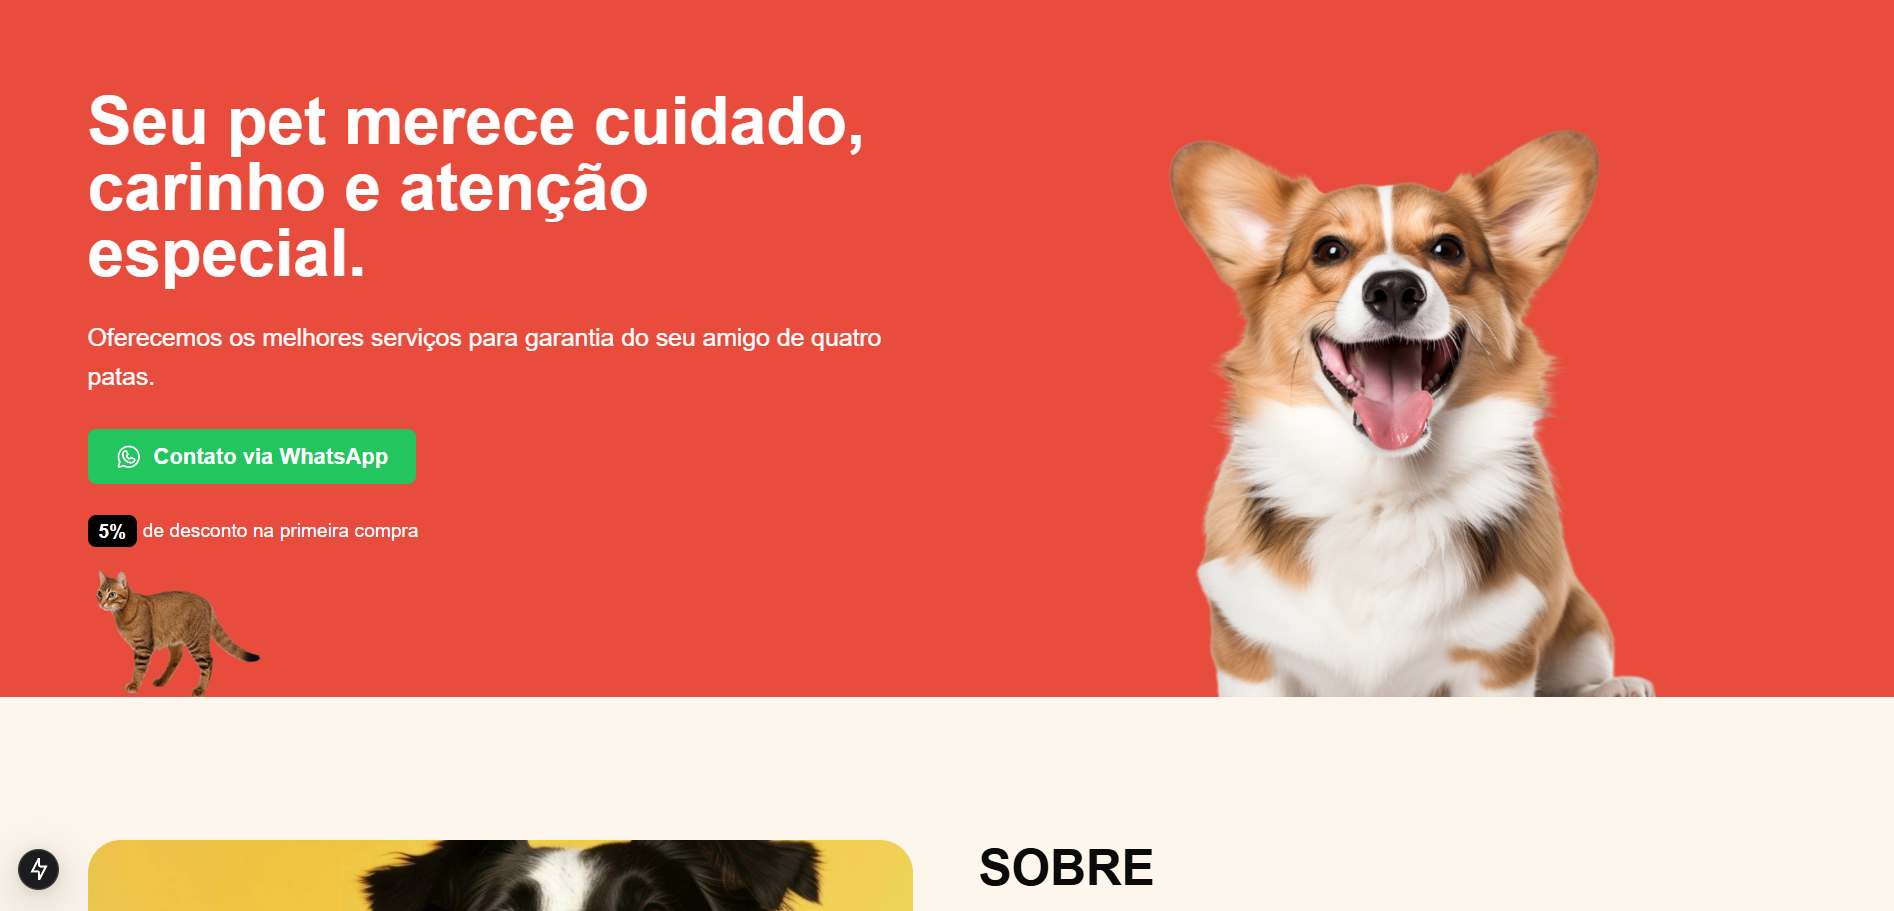 Seu pet merece cuidado,
carinho e atenção
especial.
Oferecemos os melhores serviços para garantia do seu amigo de quatro
patas.
Contato via WhatsApp
5% de desconto na primeira compra
SOBRE